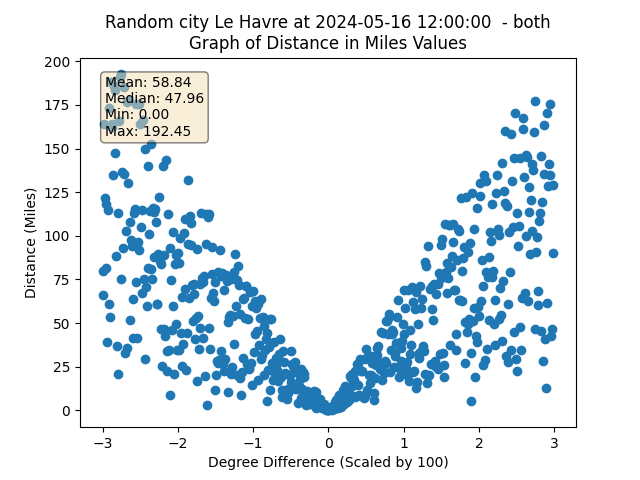 Random city Le Havre at 2024-05-16 12:00:00  - both
Graph of Distance in Miles Values
Mean: 58.84
Median: 47.96
Min: 0.00
Max: 192.45
200
175
150
125
100
75
50
25
0
Distance (Miles)
−3 −2 −1 0 1 2 3
Degree Difference (Scaled by 100)